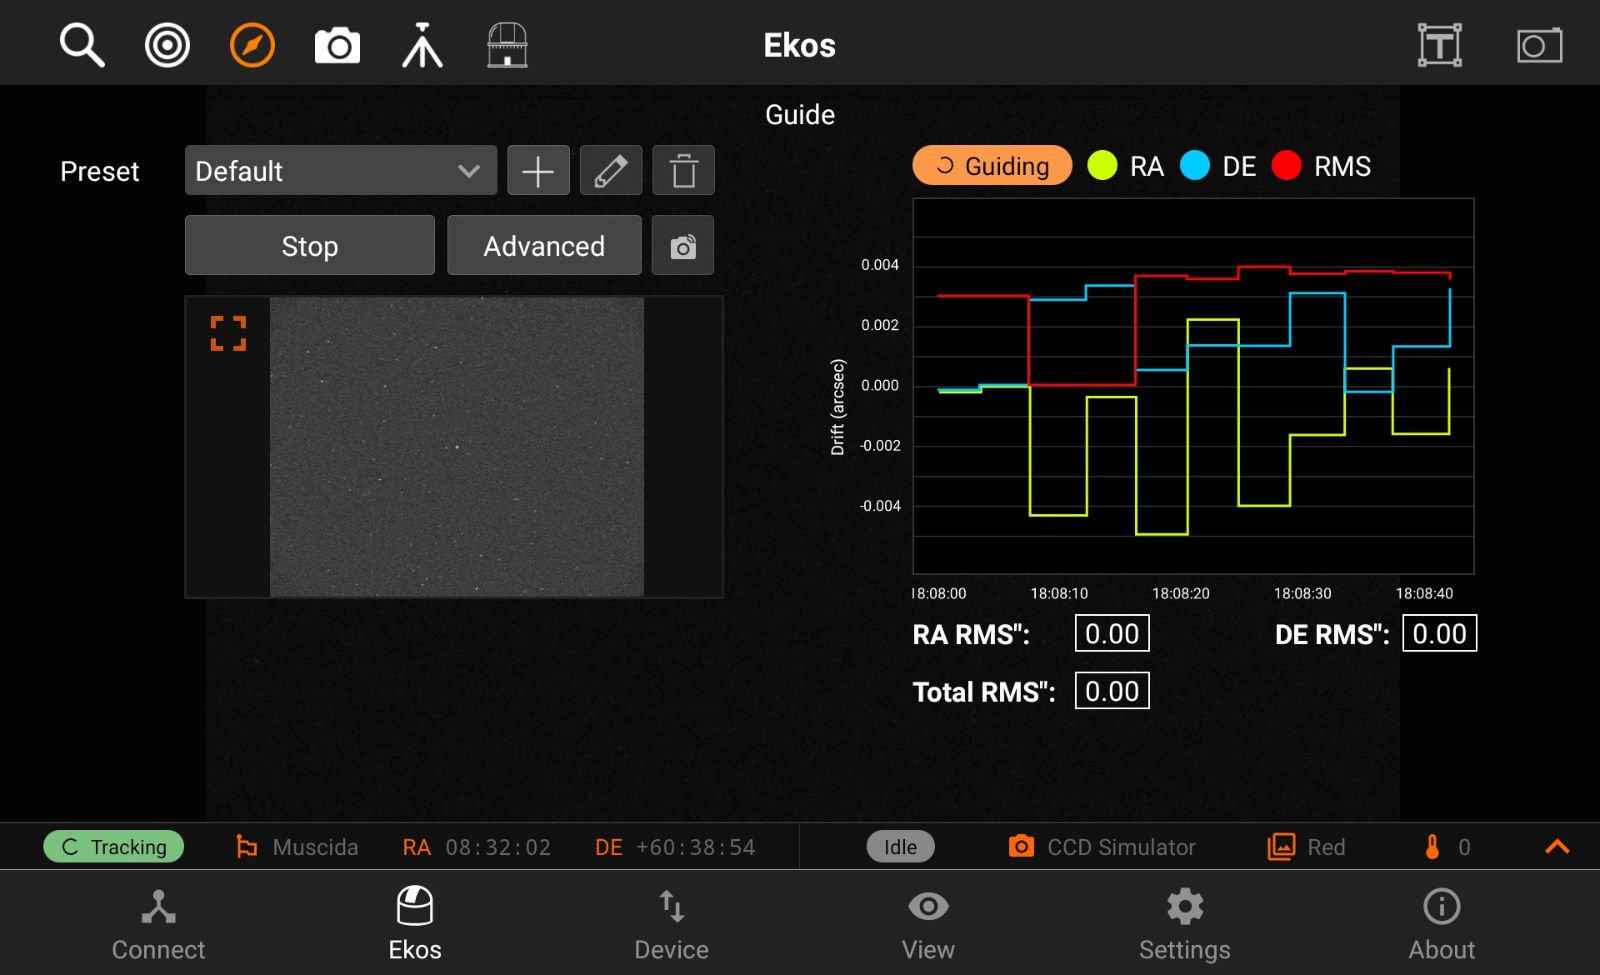 Ekos
Guide
Preset Default
Guiding RA DE RMS
Stop Advanced
0.004
0.002
0.000
-0.002
-0.004
Drift (arcsec)
18:08:00 18:08:10 18:08:20 18:08:30 18:08:40
RA RMS": 0.00 DE RMS": 0.00
Total RMS": 0.00
Tracking Muscida RA 08:32:02 DE +60:38:54 Idle CCD Simulator Red 0
Connect Ekos Device View Settings About